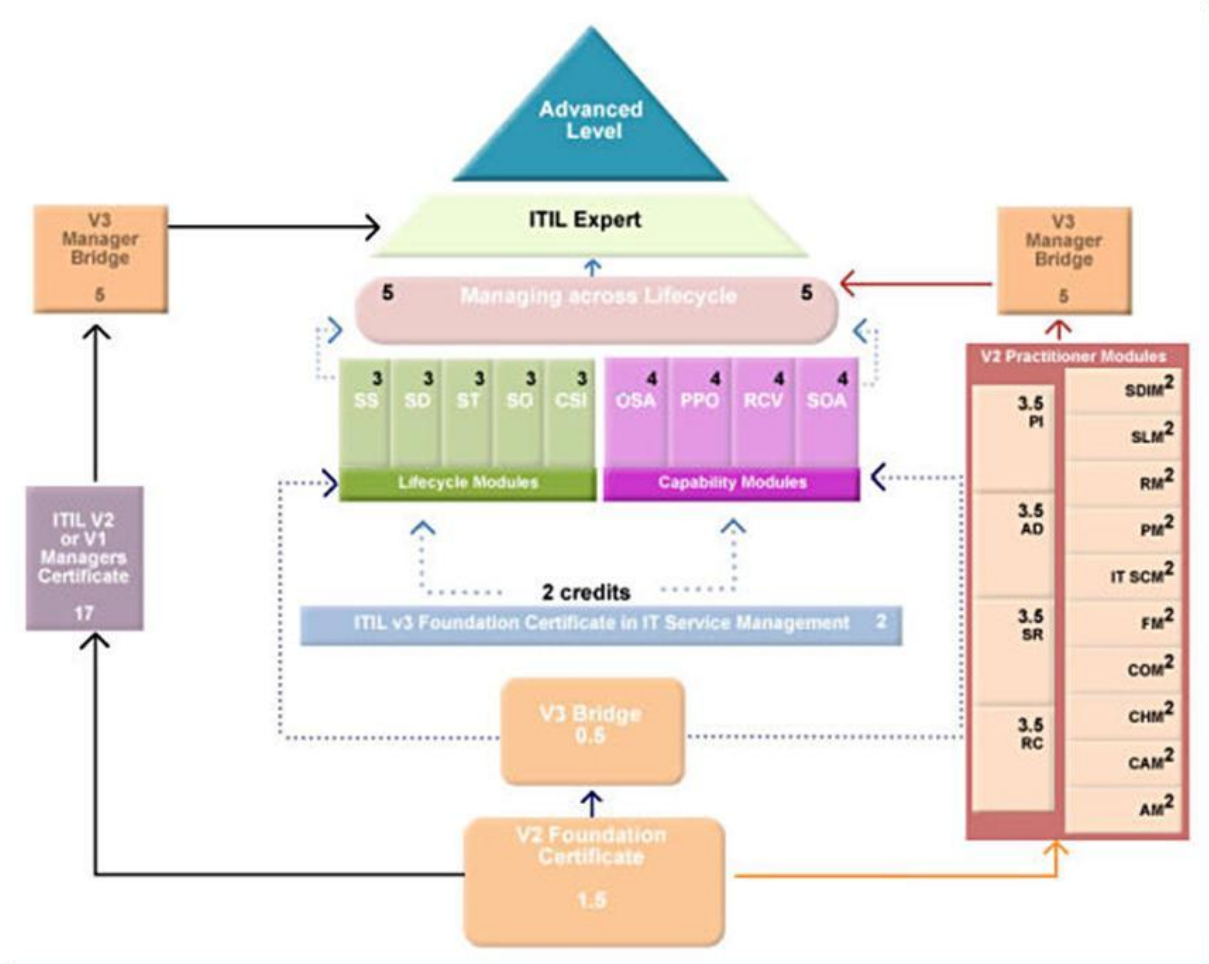 Advanced
Level
ITIL Expert
V3
Manager
Bridge
5
V3
Manager
Bridge
5
5 Managing across Lifecycle 5
3
SS
3
SD
3
ST
3
SO
3
CSI
4
OSA
4
PPO
4
RCV
4
SOA
Lifecycle Modules
Capability Modules
V2 Practitioner Modules
3.5
PI
3.5
AD
3.5
SR
3.5
RC
SDIM2
SLM2
RM2
PM2
IT SCM2
FM2
COM2
CHM2
CAM2
AM2
ITIL V2
or V1
Managers
Certificate
17
2 credits
ITIL v3 Foundation Certificate in IT Service Management 2
V3 Bridge
0.5
V2 Foundation
Certificate
1.5